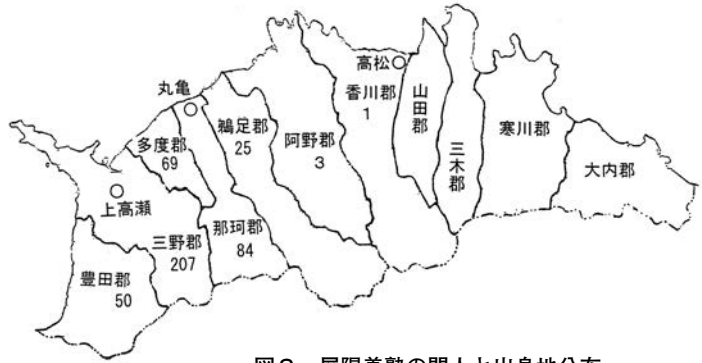 高松
丸亀
香川郡
1
山田郡
三木郡
寒川郡
大内郡
鵜足郡
25
阿野郡
3
多度郡
69
上高瀬
三野郡
207
那珂郡
84
豊田郡
50